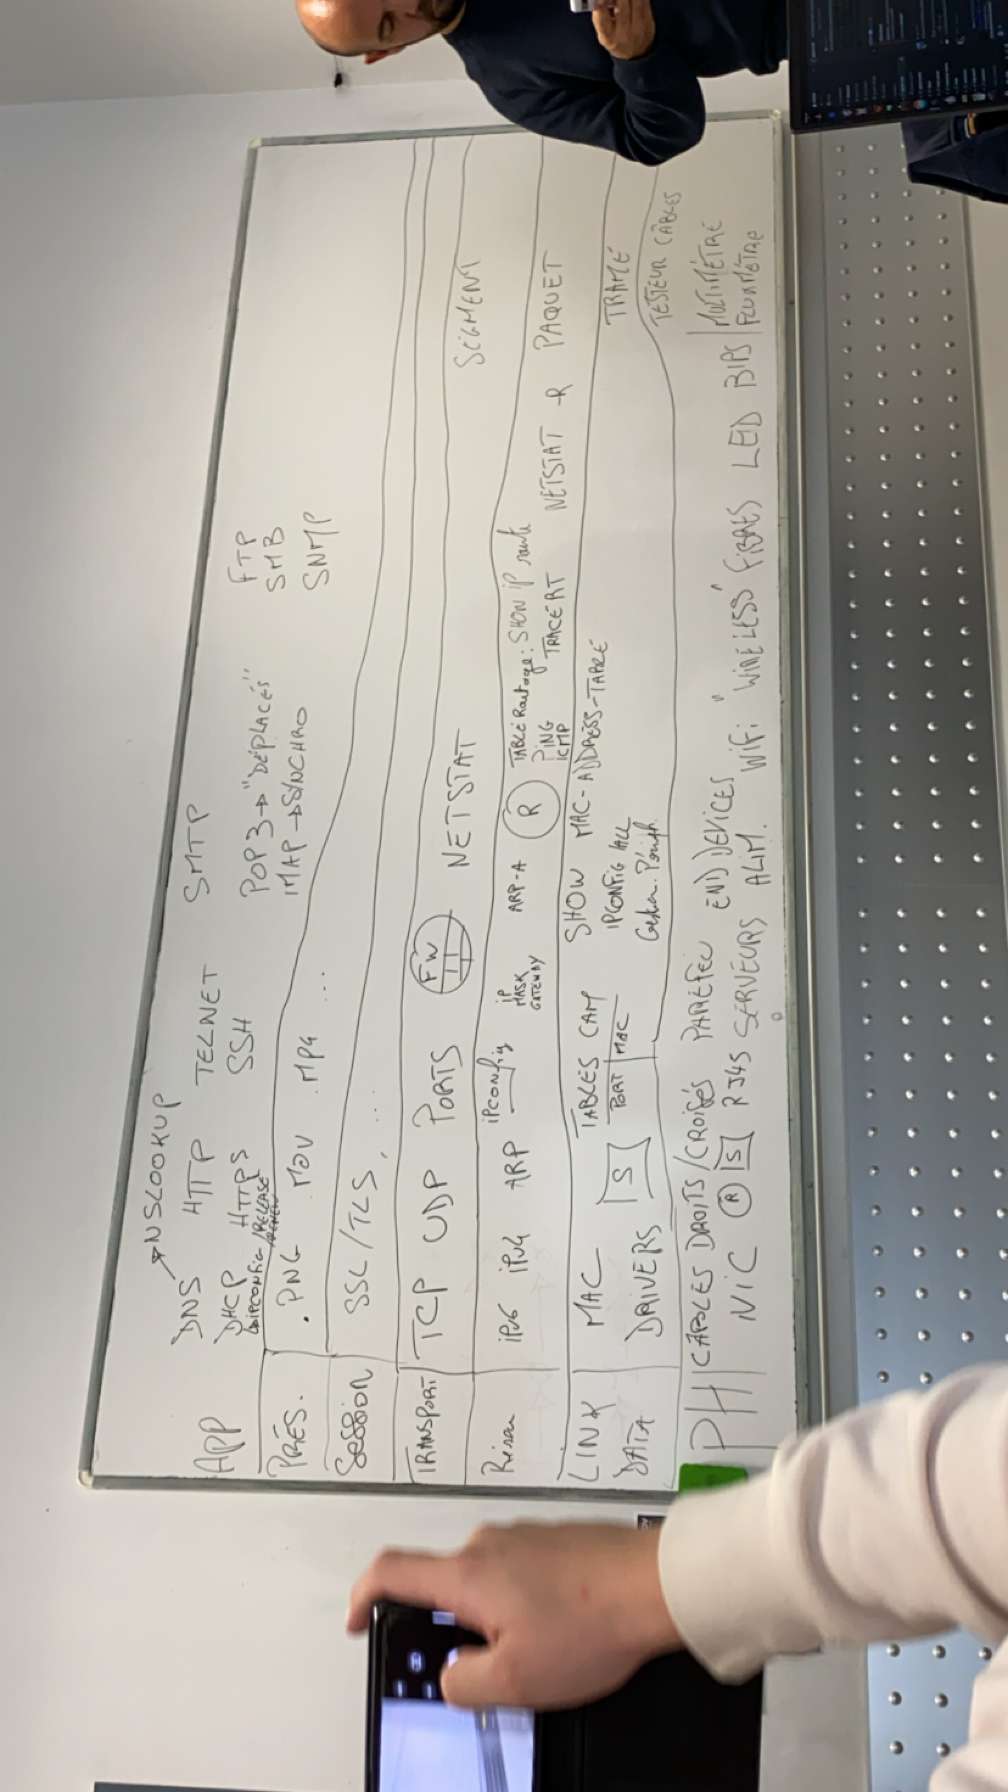 NSLOOKUP
APP DNS HTTP TELNET SMTP
DHCP HTTPS SSH POP3 → "DÉPLACÉS" FTP
IPCONFIG /RELEASE IMAP → SYNCHRO SMB
/RENEW SNMP
PRÉS. .PNG .MOV .MP4 ...
Session SSL/TLS, ...
TRANSPORT TCP UDP PORTS FW NETSTAT SEGMENT
Réseau iPv6 iPv4 ARP ipconfig iP ARP-A R TABLE Routage: SHOW iP route
MASK PiNG TRACERT NETSTAT -R PAQUET
GATEWAY ICMP
LINK MAC TABLES CAM SHOW MAC-ADDRESS-TABLE
DATA DRIVERS S PORT MAC IPCONFIG /ALL TRAME
Gestion. Périph.
TESTEUR CÂBLES
PHI CÂBLES DROITS/CROISÉS PAREFEU END DEVICES MULTIMÈTRE
NIC R S RJ45 SERVEURS ALIM. WiFi "WIRELESS" FIBRES LED BIPS FLUXMÈTRE